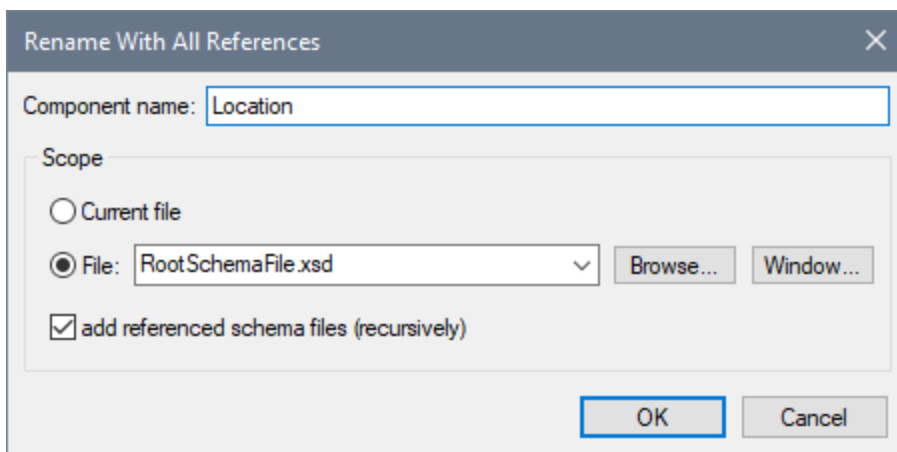 Rename With All References
Component name: Location
Scope
Current file
File: RootSchemaFile.xsd Browse... Window...
add referenced schema files (recursively)
OK Cancel